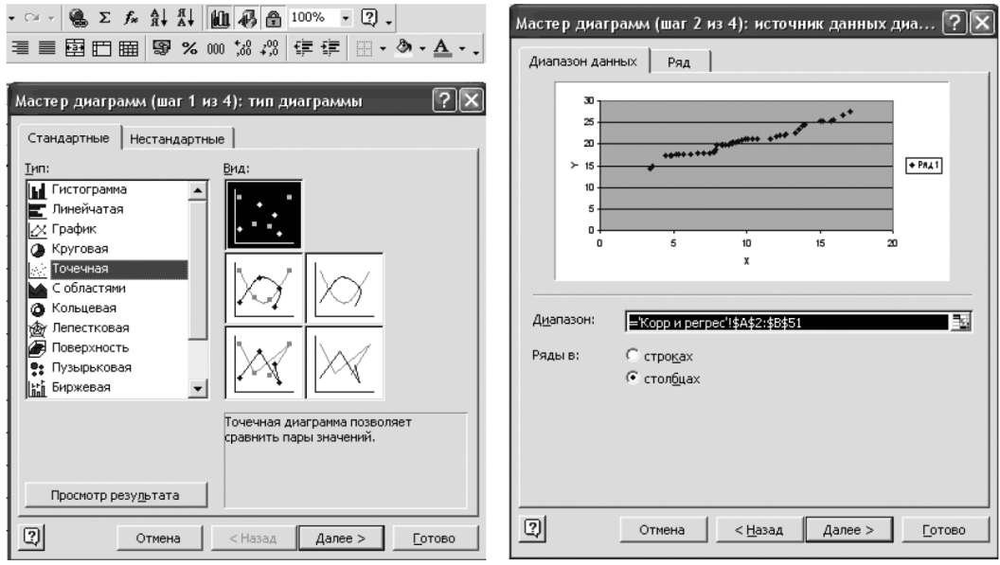 100%
000
Мастер диаграмм (шаг 1 из 4): тип диаграммы
Стандартные
Нестандартные
Тип:
Вид:
Гистограмма
Линейчатая
График
Круговая
Точечная
С областями
Кольцевая
Лепестковая
Поверхность
Пузырьковая
Биржевая
Точечная диаграмма позволяет
сравнить пары значений.
Просмотр результата
Отмена
< Назад
Далее >
Готово
Мастер диаграмм (шаг 2 из 4): источник данных диа...
Диапазон данных
Ряд
30
25
20
15
10
5
0
Y
0 5 10 15 20
X
Ряд1
Диапазон:
='Корр и регрес'!$A$2:$B$51
Ряды в:
строках
столбцах
Отмена
< Назад
Далее >
Готово